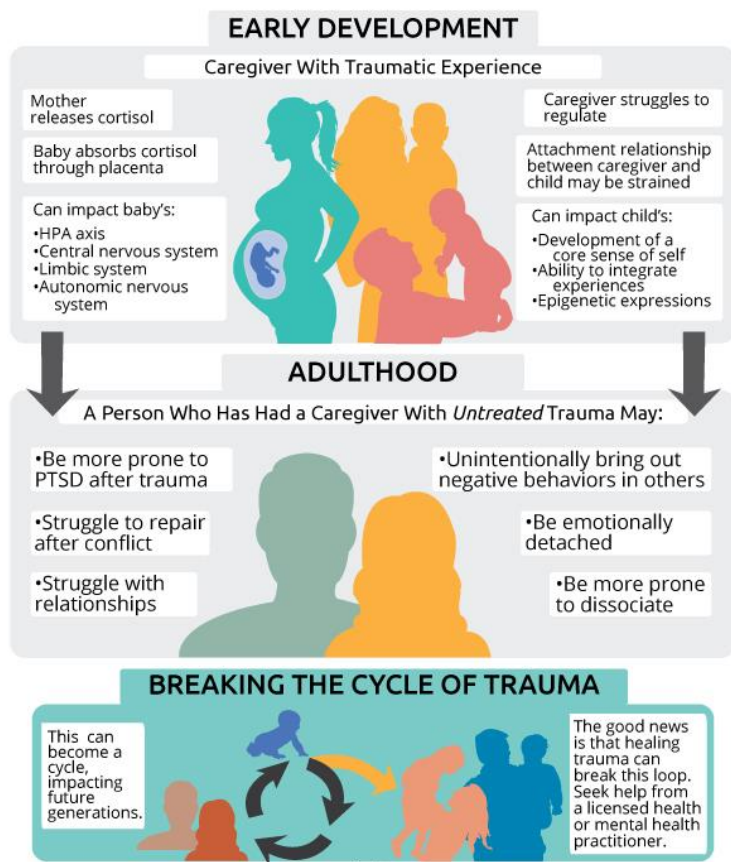 EARLY DEVELOPMENT
Caregiver With Traumatic Experience
Mother
releases cortisol
Baby absorbs cortisol
through placenta
Can impact baby's:
•HPA axis
•Central nervous system
•Limbic system
•Autonomic nervous
system
Caregiver struggles to
regulate
Attachment relationship
between caregiver and
child may be strained
Can impact child's:
•Development of a
core sense of self
•Ability to integrate
experiences
•Epigenetic expressions
ADULTHOOD
A Person Who Has Had a Caregiver With Untreated Trauma May:
•Be more prone to
PTSD after trauma
•Struggle to repair
after conflict
•Struggle with
relationships
•Unintentionally bring out
negative behaviors in others
•Be emotionally
detached
•Be more prone
to dissociate
BREAKING THE CYCLE OF TRAUMA
This can
become a
cycle,
impacting
future
generations.
The good news
is that healing
trauma can
break this loop.
Seek help from
a licensed health
or mental health
practitioner.